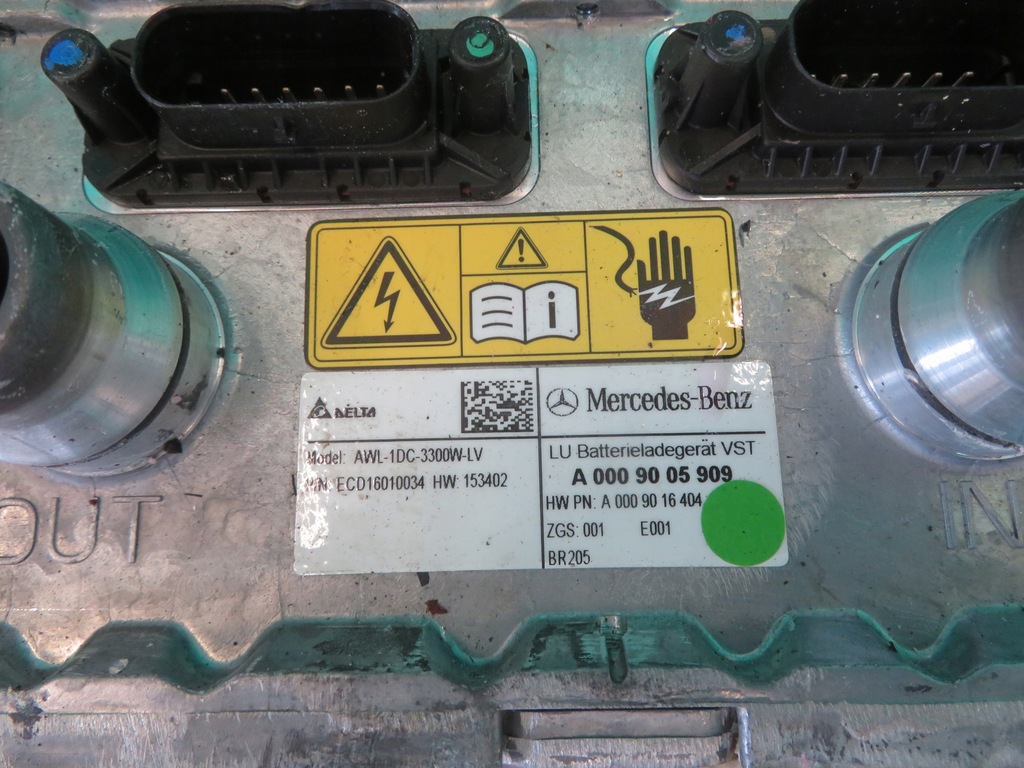 DELTA
Mercedes-Benz
Model: AWL-1DC-3300W-LV
ECD16010034 HW: 153402
LU Batterieladegerät VST
A 000 90 05 909
HW PN: A 000 90 16 404
ZGS: 001 E001
BR205
OUT
IN